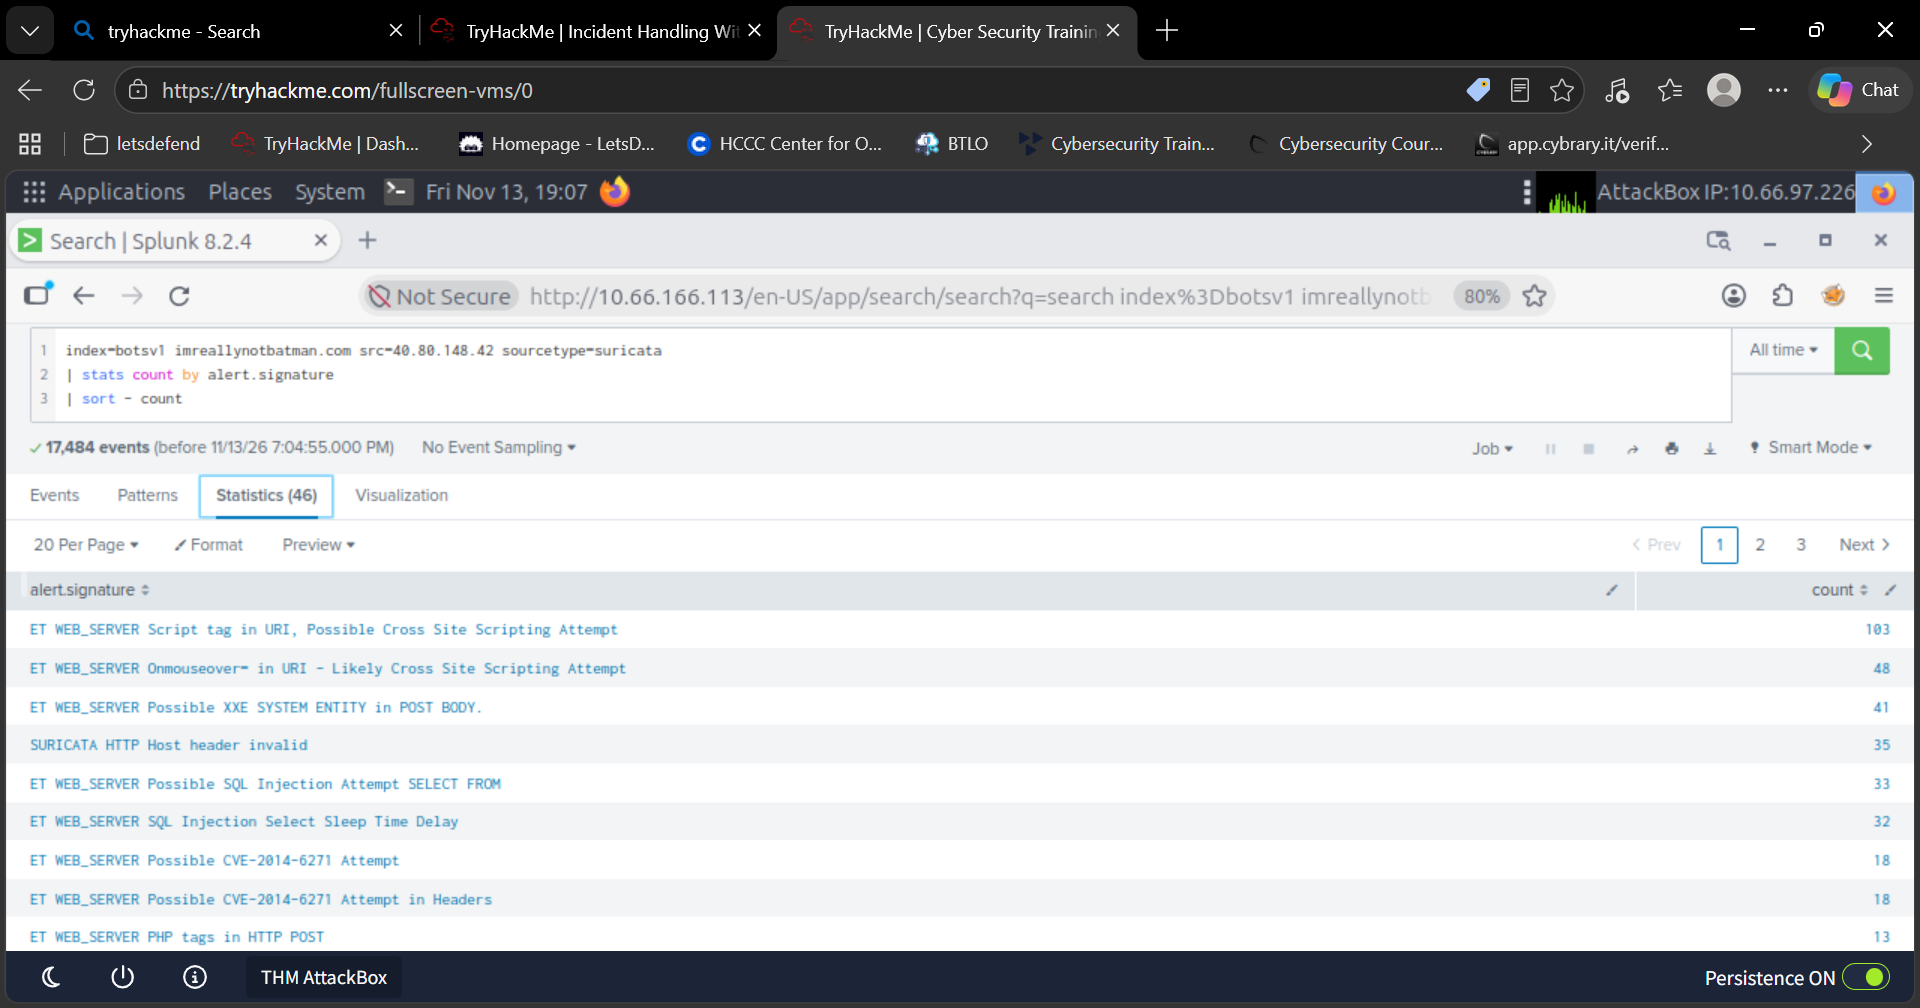 tryhackme - Search
TryHackMe | Incident Handling Wit
TryHackMe | Cyber Security Trainin
https://tryhackme.com/fullscreen-vms/0
Chat
letsdefend
TryHackMe | Dash...
Homepage - LetsD...
HCCC Center for O...
BTLO
Cybersecurity Train...
Cybersecurity Cour...
app.cybrary.it/verif...
Applications Places System Fri Nov 13, 19:07
AttackBox IP:10.66.97.226
Search | Splunk 8.2.4
Not Secure http://10.66.166.113/en-US/app/search/search?q=search index%3Dbotsv1 imreallynotb
80%
1 index=botsv1 imreallynotbatman.com src=40.80.148.42 sourcetype=suricata
2 | stats count by alert.signature
3 | sort - count
All time
17,484 events (before 11/13/26 7:04:55.000 PM) No Event Sampling
Job
Smart Mode
Events Patterns Statistics (46) Visualization
20 Per Page Format Preview
< Prev 1 2 3 Next >
alert.signature count
ET WEB_SERVER Script tag in URI, Possible Cross Site Scripting Attempt 103
ET WEB_SERVER Onmouseover= in URI - Likely Cross Site Scripting Attempt 48
ET WEB_SERVER Possible XXE SYSTEM ENTITY in POST BODY. 41
SURICATA HTTP Host header invalid 35
ET WEB_SERVER Possible SQL Injection Attempt SELECT FROM 33
ET WEB_SERVER SQL Injection Select Sleep Time Delay 32
ET WEB_SERVER Possible CVE-2014-6271 Attempt 18
ET WEB_SERVER Possible CVE-2014-6271 Attempt in Headers 18
ET WEB_SERVER PHP tags in HTTP POST 13
THM AttackBox
Persistence ON